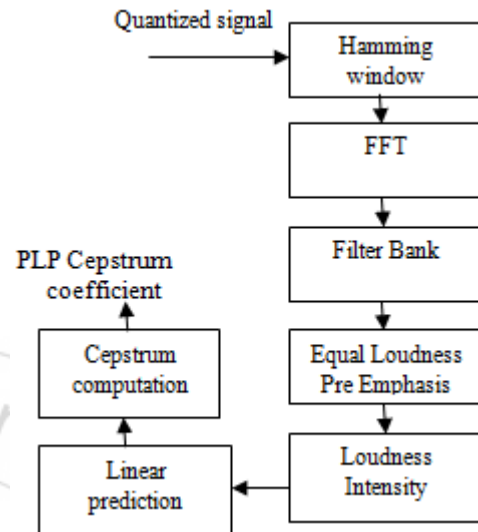 Quantized signal
Hamming
window
FFT
Filter Bank
Equal Loudness
Pre Emphasis
Loudness
Intensity
Linear
prediction
Cepstrum
computation
PLP Cepstrum
coefficient